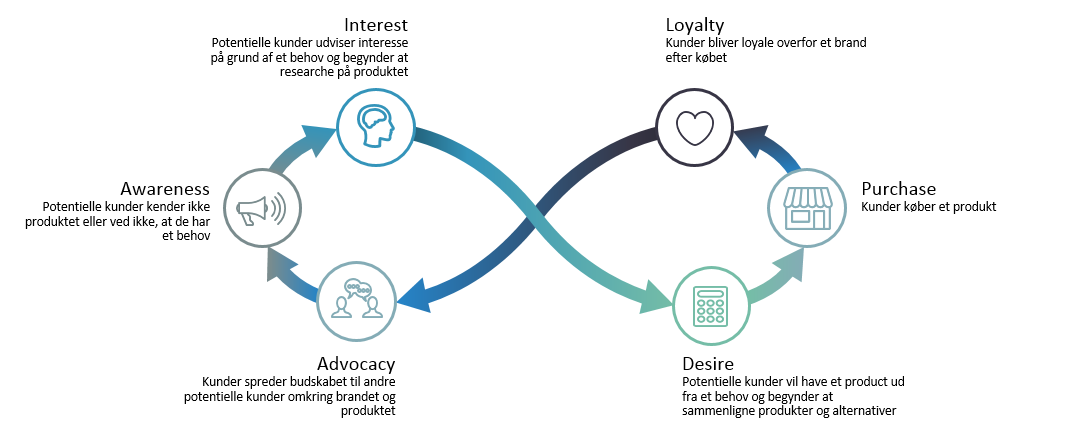 Interest
Potentielle kunder udviser interesse
på grund af et behov og begynder at
researche på produktet
Loyalty
Kunder bliver loyale overfor et brand
efter købet
Awareness
Potentielle kunder kender ikke
produktet eller ved ikke, at de har
et behov
Purchase
Kunder køber et produkt
Advocacy
Kunder spreder budskabet til andre
potentielle kunder omkring brandet og
produktet
Desire
Potentielle kunder vil have et product ud
fra et behov og begynder at
sammenligne produkter og alternativer